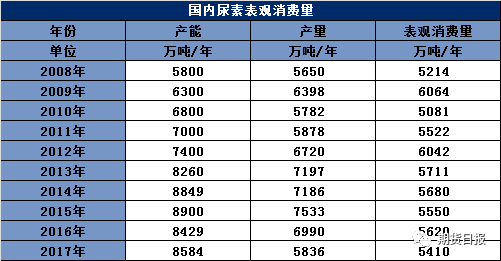 国内尿素表观消费量
年份 产能 产量 表观消费量
单位 万吨/年 万吨/年 万吨/年
2008年 5800 5650 5214
2009年 6300 6398 6064
2010年 6800 5782 5081
2011年 7000 5878 5522
2012年 7400 6720 6042
2013年 8260 7197 5711
2014年 8849 7186 5680
2015年 8900 7533 5550
2016年 8429 6990 5620
2017年 8584 5836 5410
期货日报